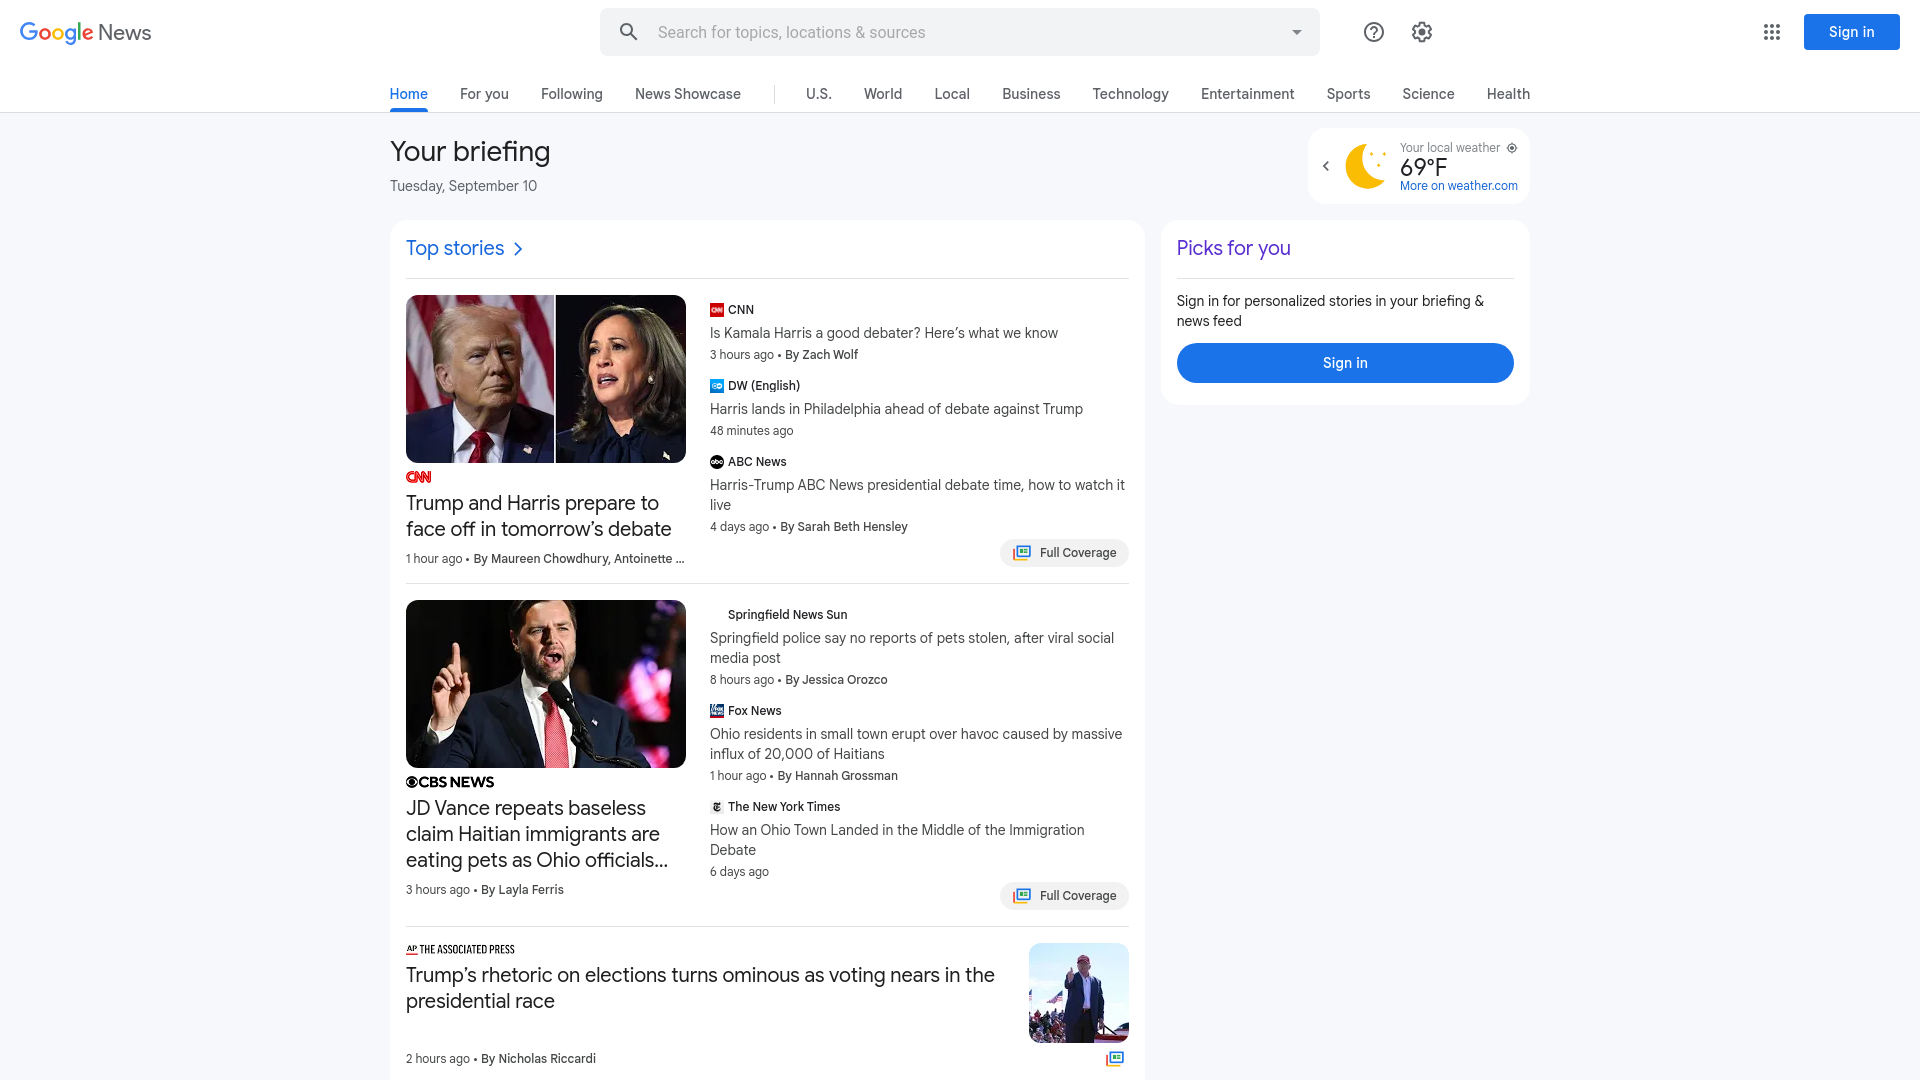 Google News
Search for topics, locations & sources
Sign in
Home
For you
Following
News Showcase
U.S.
World
Local
Business
Technology
Entertainment
Sports
Science
Health
Your briefing
Tuesday, September 10
Your local weather
69°F
More on weather.com
Top stories
CNN
Trump and Harris prepare to
face off in tomorrow’s debate
1 hour ago • By Maureen Chowdhury, Antoinette ...
CNN
Is Kamala Harris a good debater? Here’s what we know
3 hours ago • By Zach Wolf
DW (English)
Harris lands in Philadelphia ahead of debate against Trump
48 minutes ago
abc ABC News
Harris-Trump ABC News presidential debate time, how to watch it
live
4 days ago • By Sarah Beth Hensley
Full Coverage
CBS NEWS
JD Vance repeats baseless
claim Haitian immigrants are
eating pets as Ohio officials...
3 hours ago • By Layla Ferris
Springfield News Sun
Springfield police say no reports of pets stolen, after viral social
media post
8 hours ago • By Jessica Orozco
Fox News
Ohio residents in small town erupt over havoc caused by massive
influx of 20,000 of Haitians
1 hour ago • By Hannah Grossman
The New York Times
How an Ohio Town Landed in the Middle of the Immigration
Debate
6 days ago
Full Coverage
AP THE ASSOCIATED PRESS
Trump’s rhetoric on elections turns ominous as voting nears in the
presidential race
2 hours ago • By Nicholas Riccardi
Picks for you
Sign in for personalized stories in your briefing &
news feed
Sign in